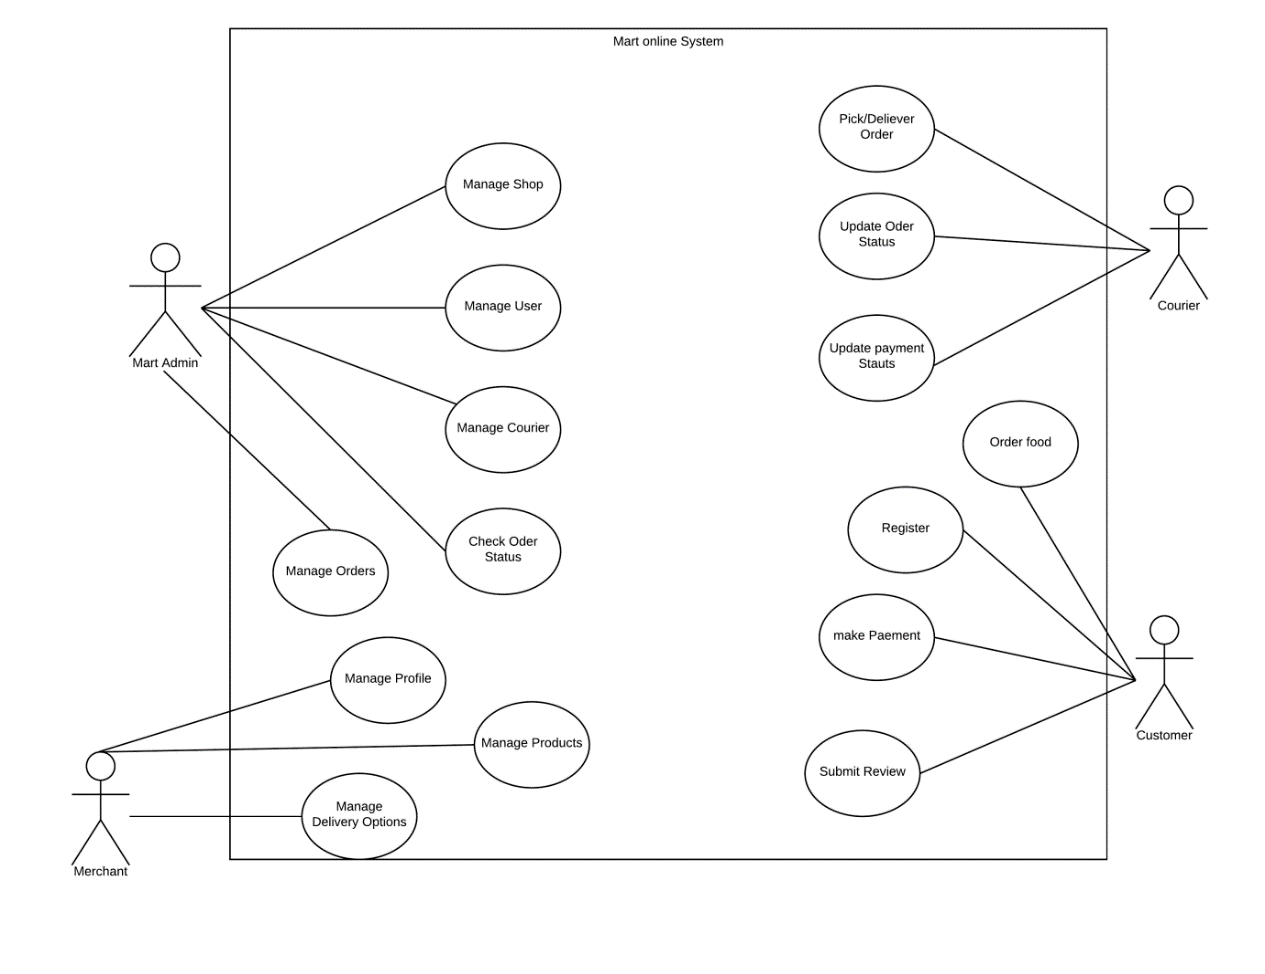 Mart online System
Pick/Deliever
Order
Manage Shop
Update Oder
Status
Manage User
Courier
Update payment
Stauts
Mart Admin
Manage Courier
Order food
Register
Check Oder
Status
Manage Orders
make Paement
Manage Profile
Customer
Manage Products
Submit Review
Manage
Delivery Options
Merchant